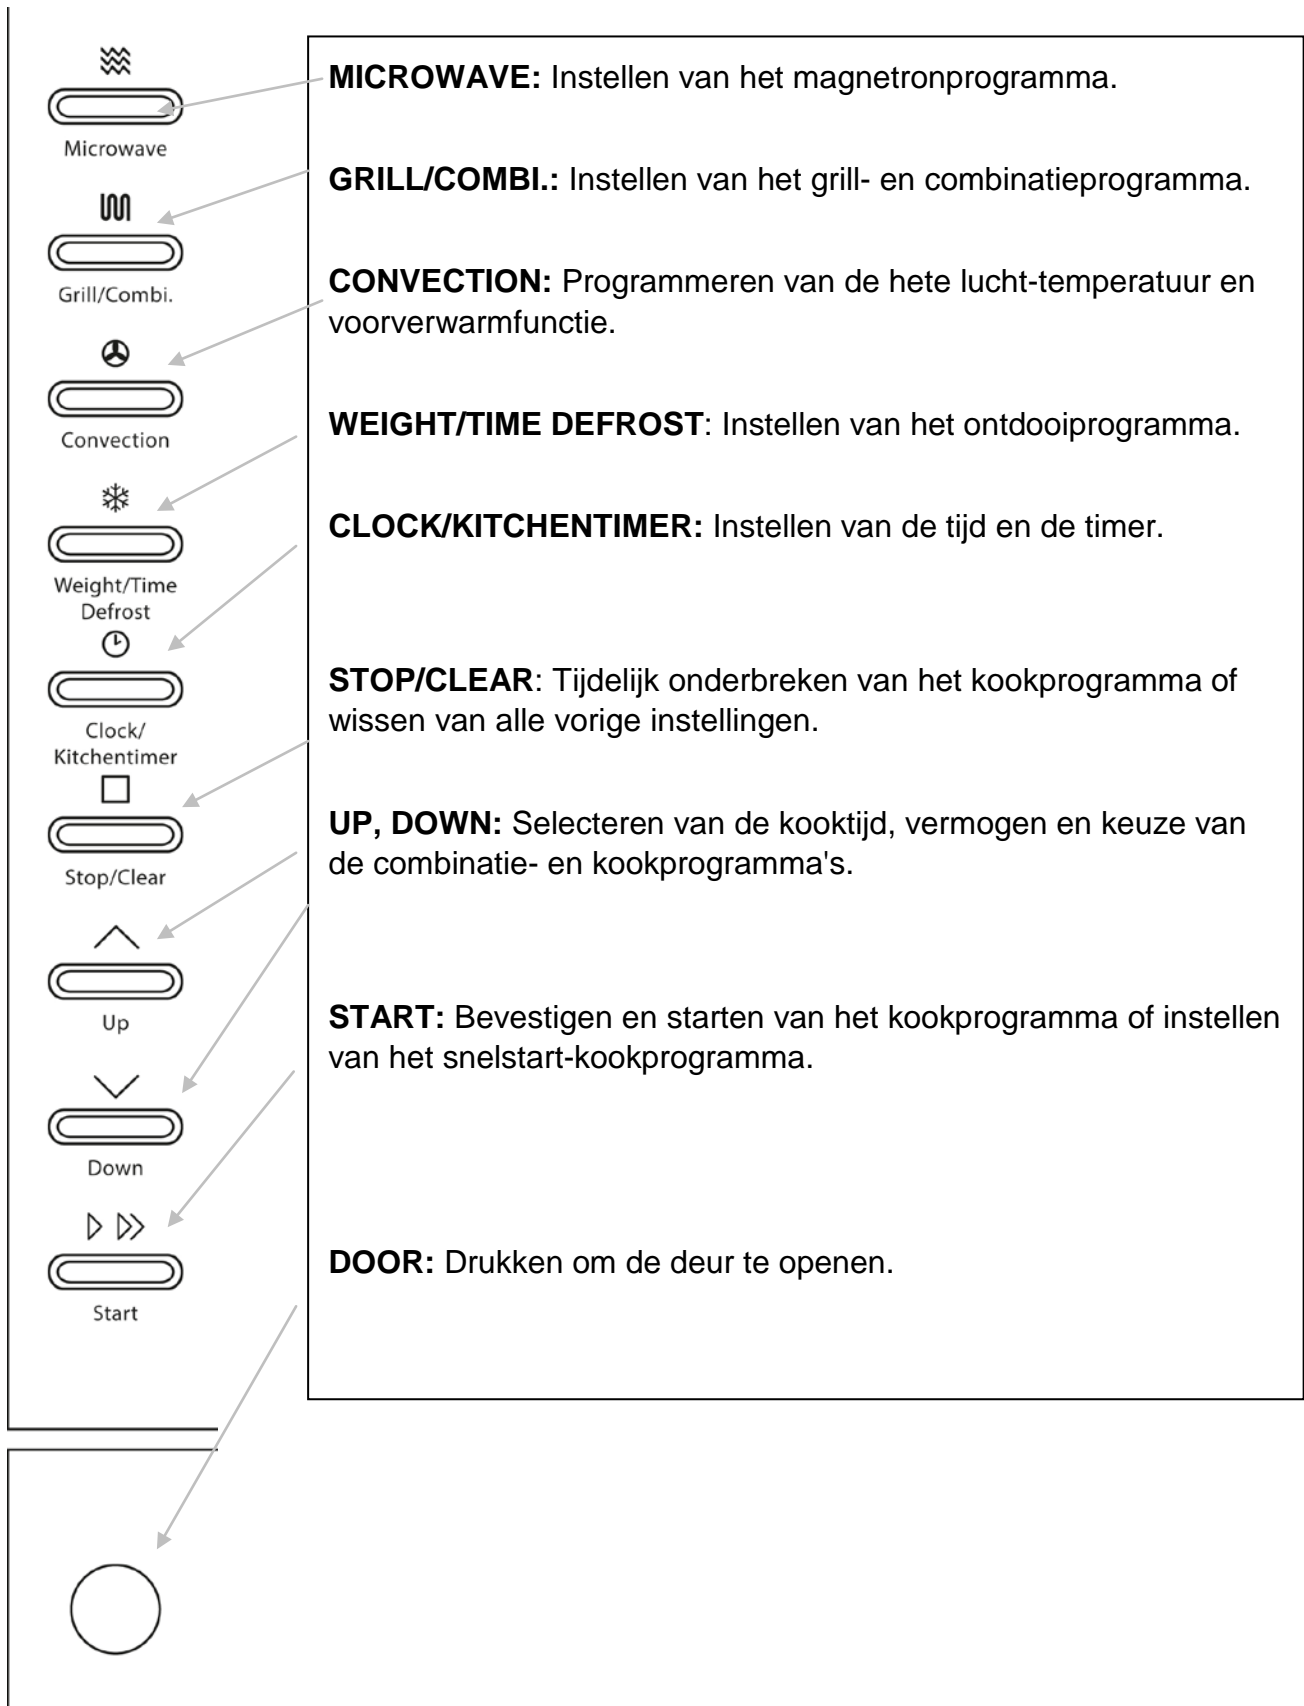 Microwave
Grill/Combi.
Convection
Weight/Time
Defrost
Clock/
Kitchentimer
Stop/Clear
Up
Down
Start
MICROWAVE: Instellen van het magnetronprogramma.
GRILL/COMBI.: Instellen van het grill- en combinatieprogramma.
CONVECTION: Programmeren van de hete lucht-temperatuur en
voorverwarmfunctie.
WEIGHT/TIME DEFROST: Instellen van het ontdooiprogramma.
CLOCK/KITCHENTIMER: Instellen van de tijd en de timer.
STOP/CLEAR: Tijdelijk onderbreken van het kookprogramma of
wissen van alle vorige instellingen.
UP, DOWN: Selecteren van de kooktijd, vermogen en keuze van
de combinatie- en kookprogramma's.
START: Bevestigen en starten van het kookprogramma of instellen
van het snelstart-kookprogramma.
DOOR: Drukken om de deur te openen.